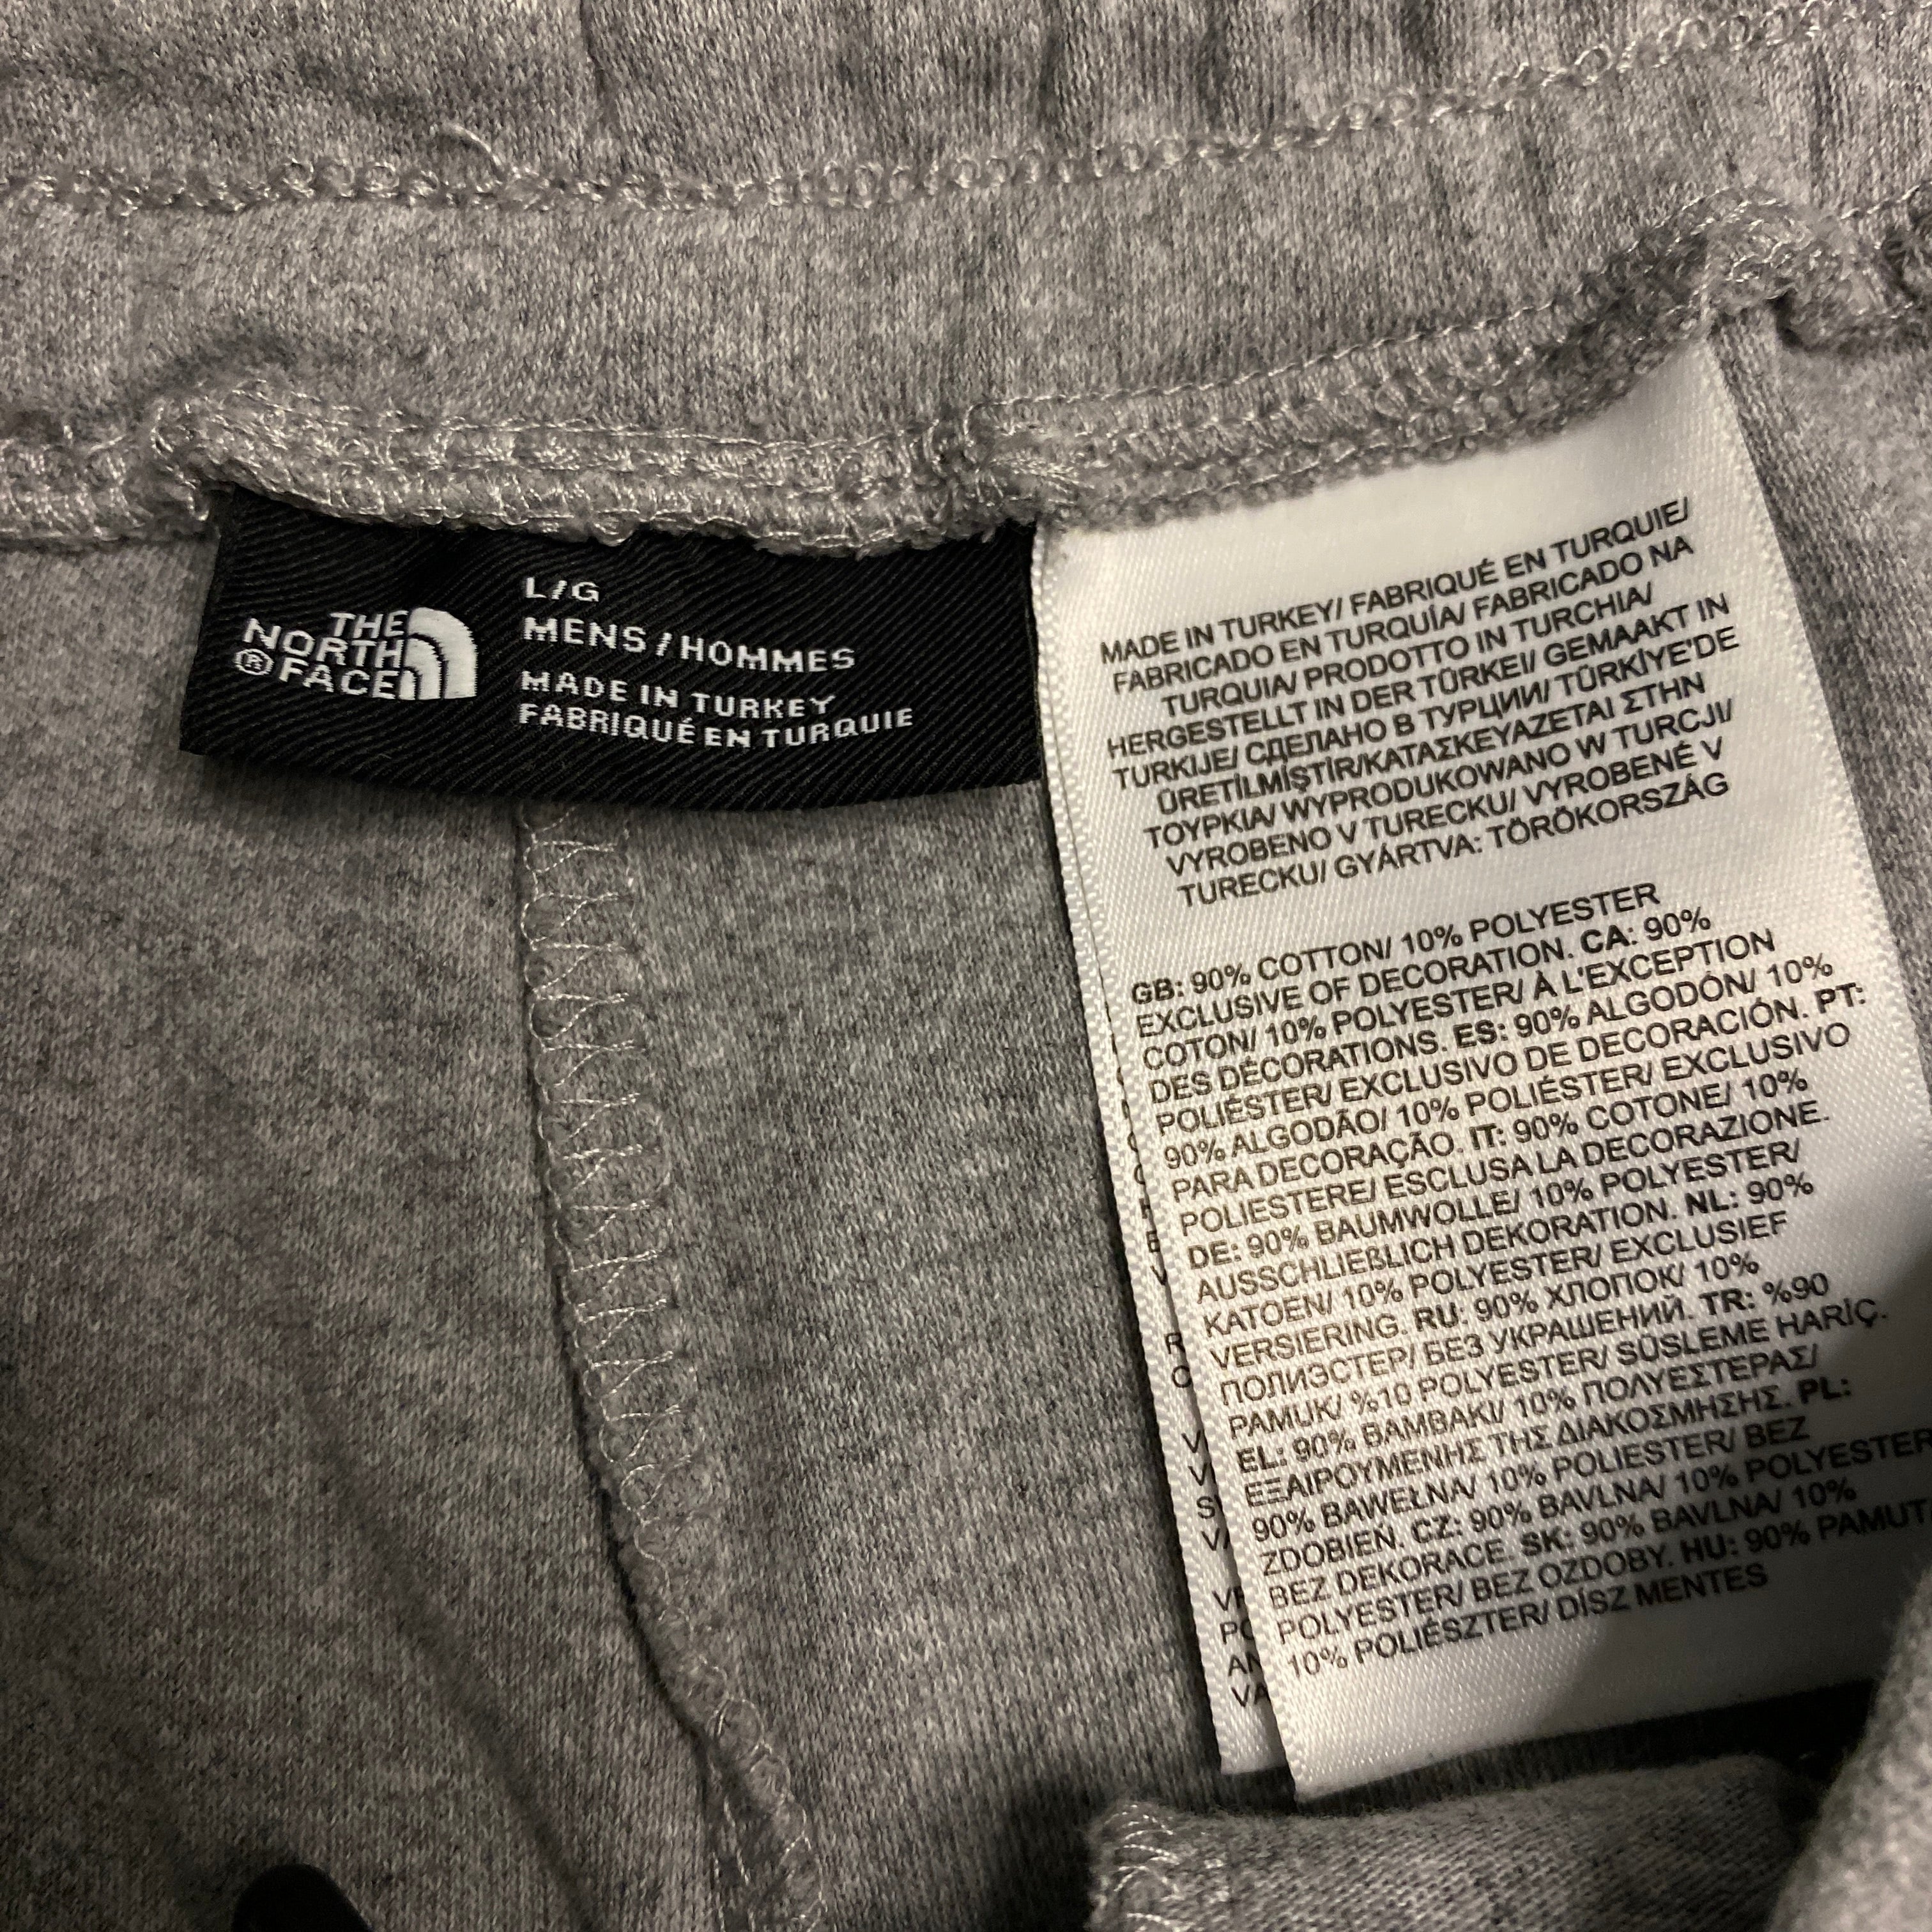 THE
NORTH
® FACE
L/G
MENS / HOMMES
MADE IN TURKEY
FABRIQUÉ EN TURQUIE
MADE IN TURKEY/ FABRIQUÉ EN TURQUIE/
FABRICADO EN TURQUÍA/ FABRICADO NA
TURQUIA/ PRODOTTO IN TURCHIA/
HERGESTELLT IN DER TÜRKEI/ GEMAAKT IN
TURKIJE/ СДЕЛАНО В ТУРЦИИ/ TÜRKİYE'DE
ÜRETİLMİŞTİR/ΚΑΤΑΣΚΕΥΑΖΕΤΑΙ ΣΤΗΝ
ΤΟΥΡΚΙΑ/ WYPRODUKOWANO W TURCJI/
VYROBENO V TURECKU/ VYROBENÉ V
TURECKU/ GYÁRTVA: TÖRÖKORSZÁG
GB: 90% COTTON/ 10% POLYESTER
EXCLUSIVE OF DECORATION. CA: 90%
COTON/ 10% POLYESTER/ À L'EXCEPTION
DES DÉCORATIONS. ES: 90% ALGODÓN/ 10%
POLIÉSTER/ EXCLUSIVO DE DECORACIÓN. PT:
90% ALGODÃO/ 10% POLIÉSTER/ EXCLUSIVO
PARA DECORAÇÃO. IT: 90% COTONE/ 10%
POLIESTERE/ ESCLUSA LA DECORAZIONE.
DE: 90% BAUMWOLLE/ 10% POLYESTER/
AUSSCHLIEßLICH DEKORATION. NL: 90%
KATOEN/ 10% POLYESTER/ EXCLUSIEF
VERSIERING. RU: 90% ХЛОПОК/ 10%
ПОЛИЭСТЕР/ БЕЗ УКРАШЕНИЙ. TR: %90
PAMUK/ %10 POLYESTER/ SÜSLEME HARİÇ.
EL: 90% ΒΑΜΒΑΚΙ/ 10% ΠΟΛΥΕΣΤΕΡΑΣ/
ΕΞΑΙΡΟΥΜΕΝΗΣ ΤΗΣ ΔΙΑΚΟΣΜΗΣΗΣ. PL:
90% BAWEŁNA/ 10% POLIESTER/ BEZ
ZDOBIEŃ. CZ: 90% BAVLNA/ 10% POLYESTER
BEZ DEKORACE. SK: 90% BAVLNA/ 10%
POLYESTER/ BEZ OZDOBY. HU: 90% PAMUT
10% POLIÉSZTER/ DÍSZ MENTES